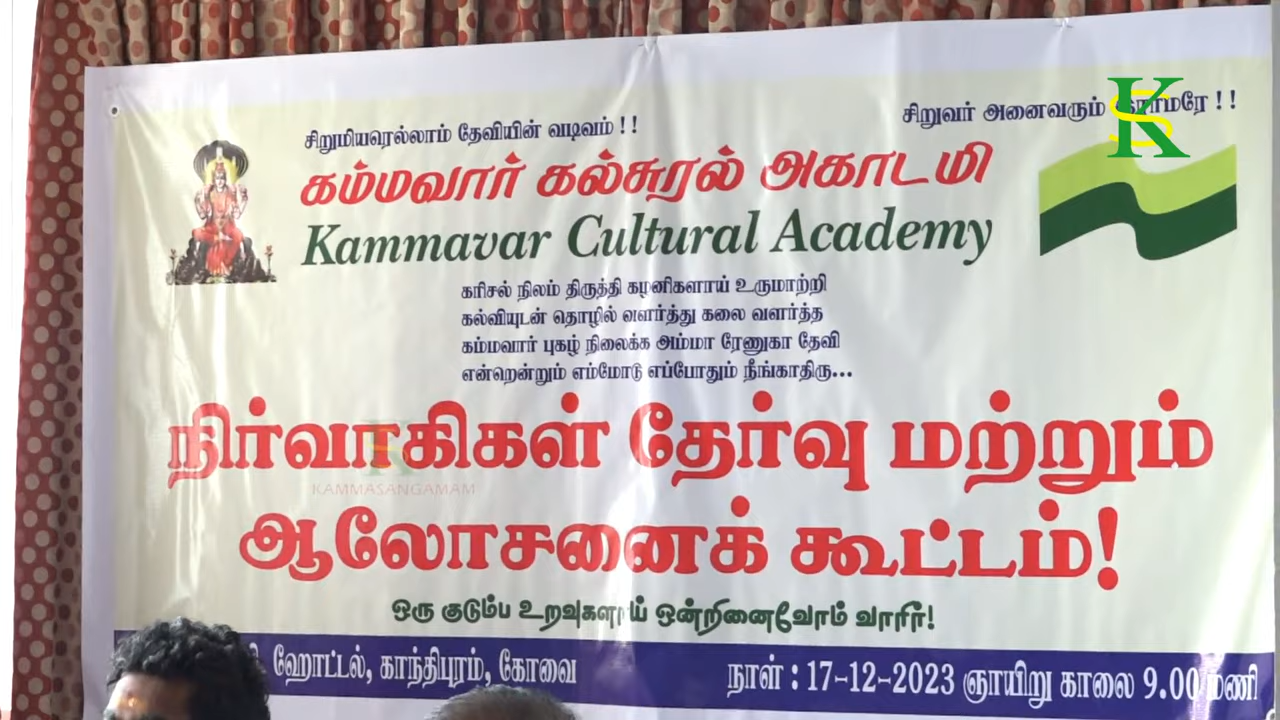 சிறுமியரெல்லாம் தேவியின் வடிவம் !!
சிறுவர் அனைவரும் !!
KS
கம்மவார் கல்சுரல் அகாடமி
Kammavar Cultural Academy
கரிசல் நிலம் திருத்தி கழனிகளாய் உருமாற்றி
கல்வியுடன் தொழில் வளர்த்து கலை வளர்த்த
கம்மவார் புகழ் நிலைக்க அம்மா ரேணுகா தேவி
என்றென்றும் எம்மோடு எப்போதும் நீங்காதிரு...
நிர்வாகிகள் தேர்வு மற்றும்
KAMMASANGAMAM
ஆலோசனைக் கூட்டம்!
ஒரு குடும்ப உறவுகளாய் ஒன்றினைவோம் வாரீர்!
ஹோட்டல், காந்திபுரம், கோவை
நாள் : 17-12-2023 ஞாயிறு காலை 9.00 மணி